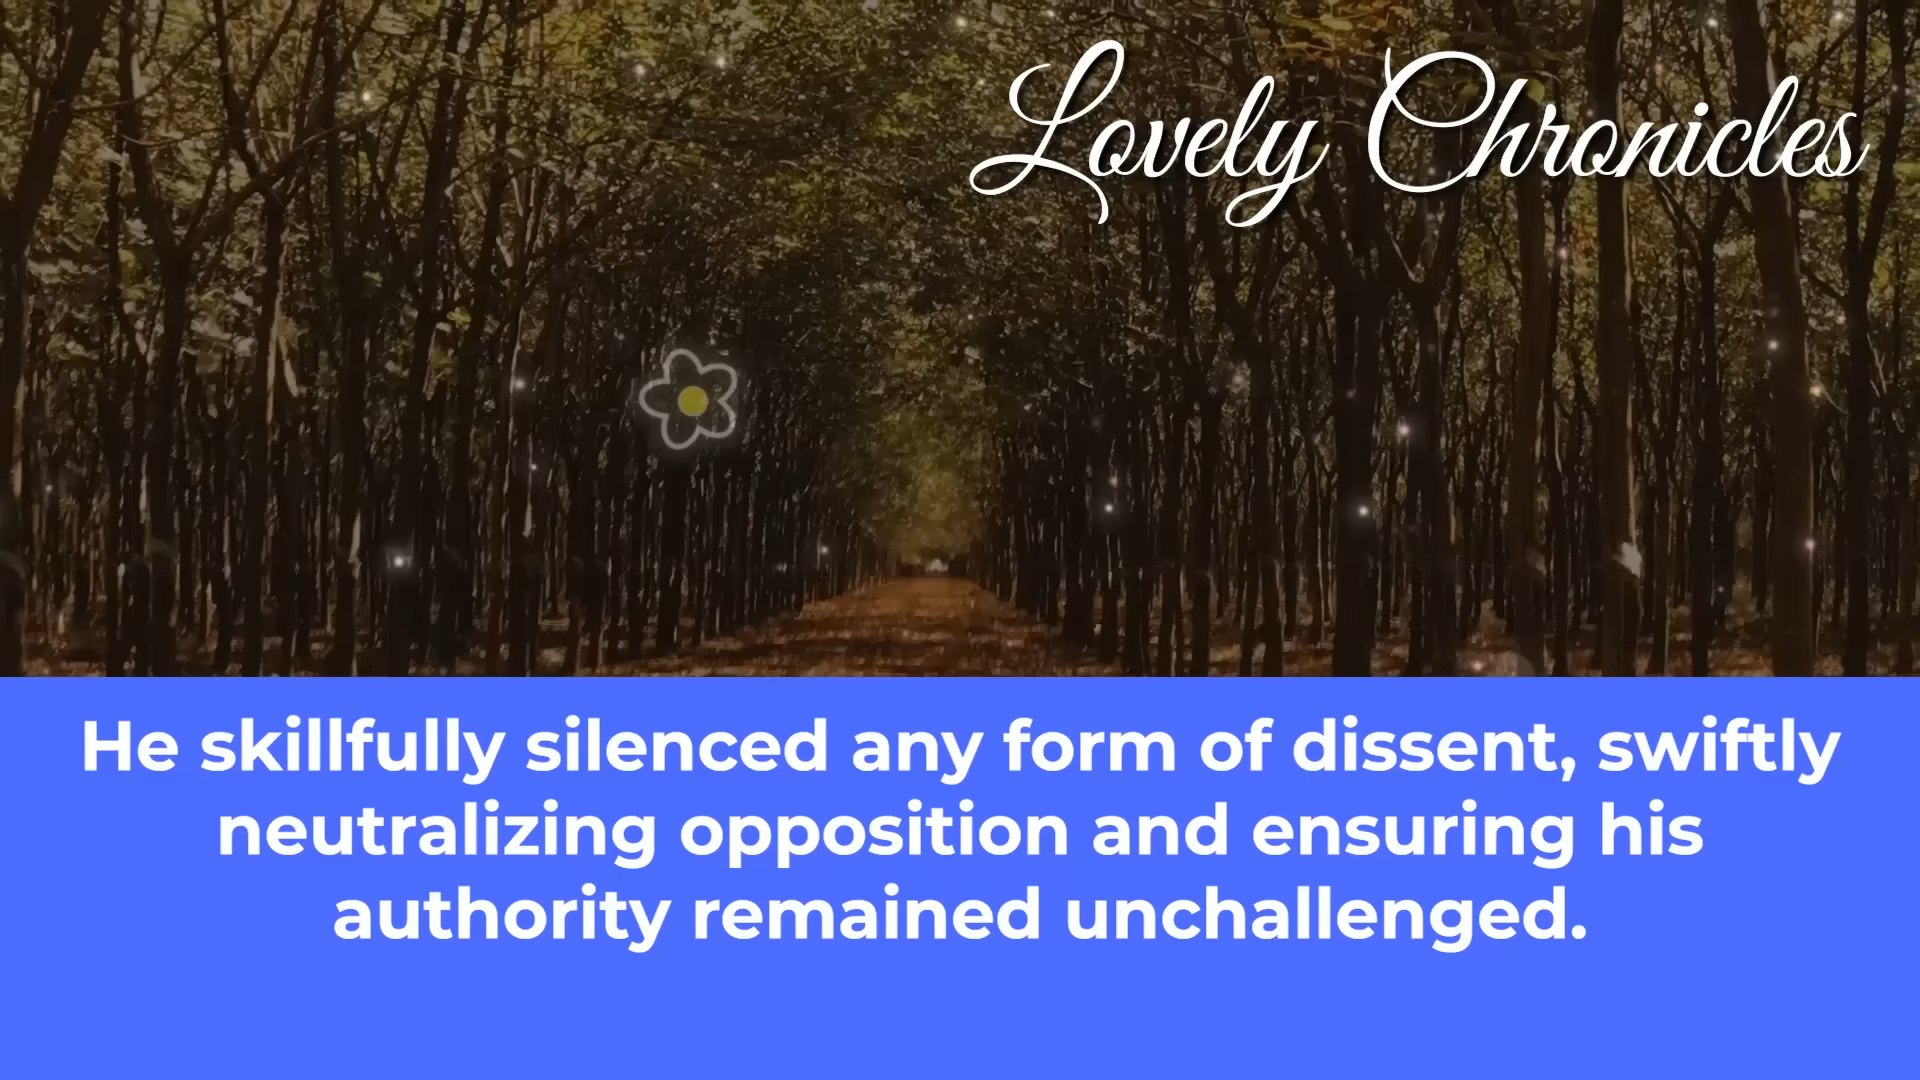 Lovely Chronicles
He skillfully silenced any form of dissent, swiftly
neutralizing opposition and ensuring his
authority remained unchallenged.